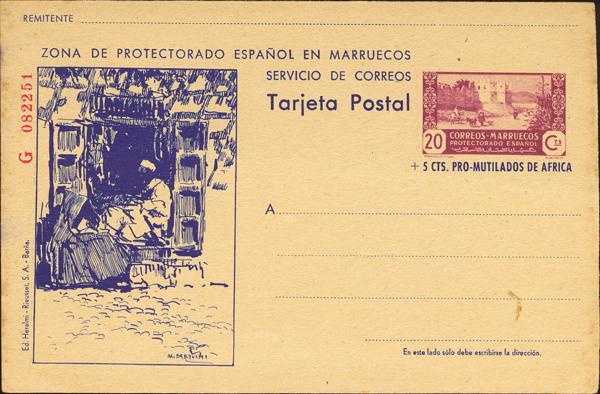 REMITENTE
ZONA DE PROTECTORADO ESPAÑOL EN MARRUECOS
SERVICIO DE CORREOS
Tarjeta Postal
G 082251
20
CORREOS-MARRUECOS
PROTECTORADO ESPAÑOL
CTS
+ 5 CTS. PRO-MUTILADOS DE AFRICA
A
En este lado sólo debe escribirse la dirección.